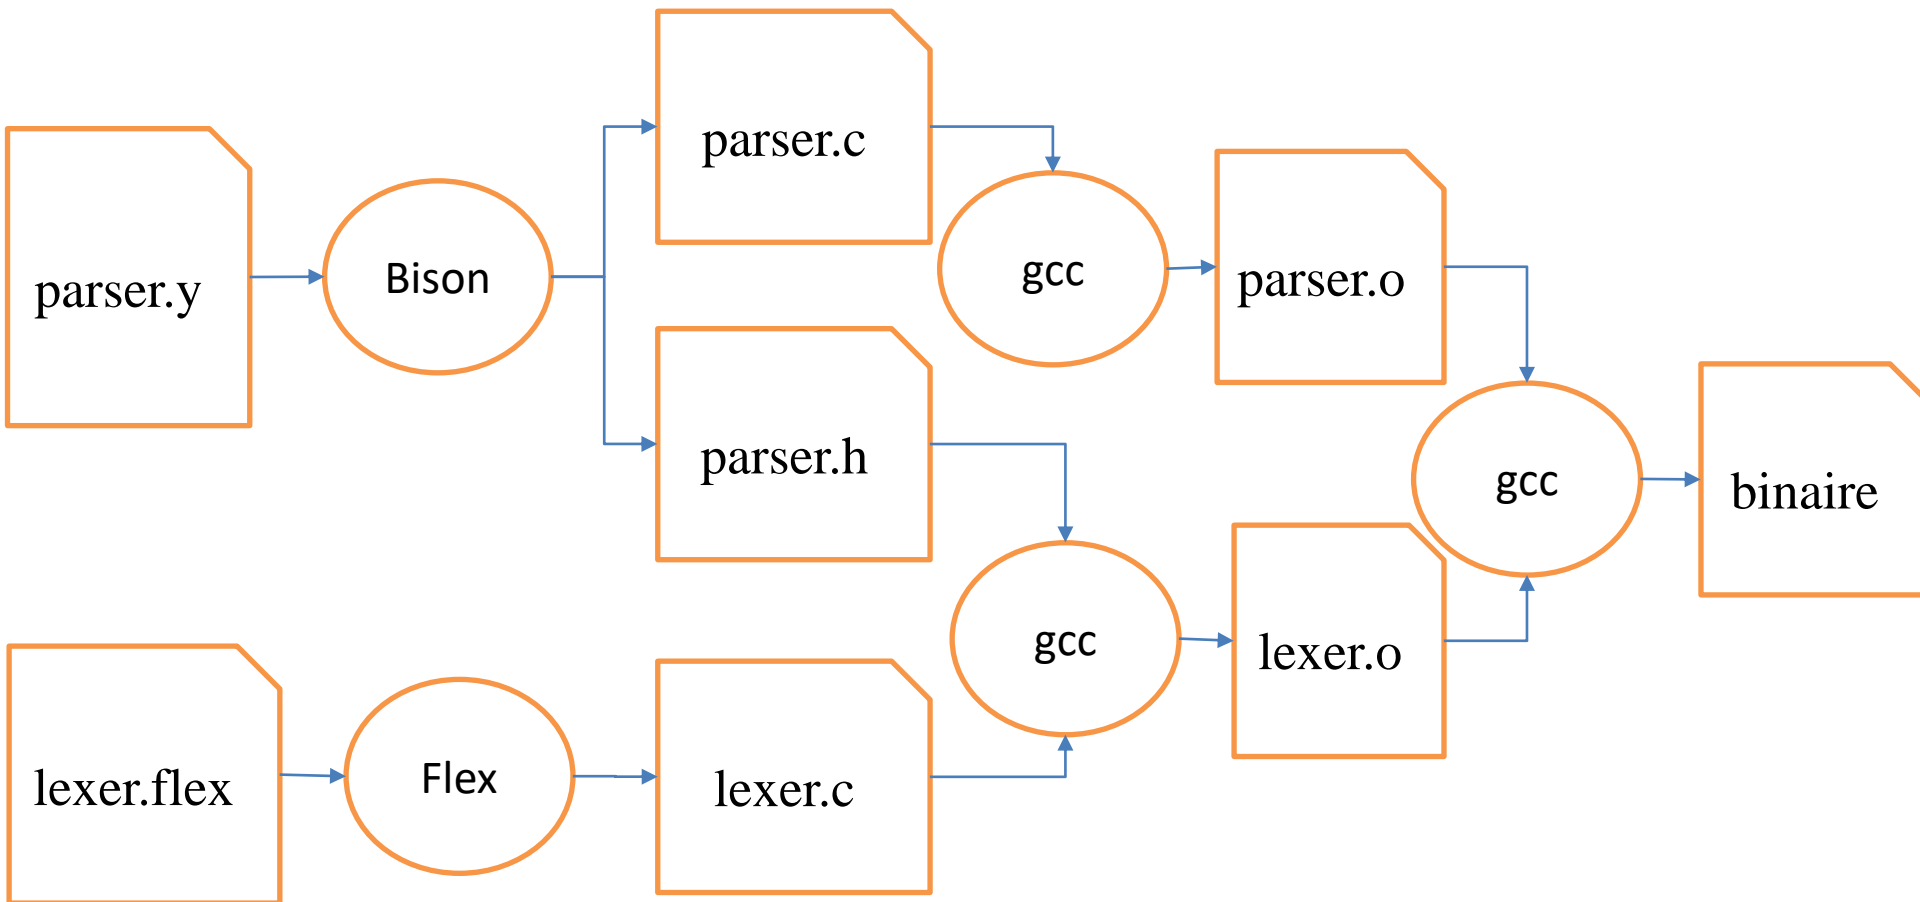 parser.y
Bison
parser.c
gcc
parser.o
parser.h
gcc
binaire
lexer.flex
Flex
lexer.c
gcc
lexer.o